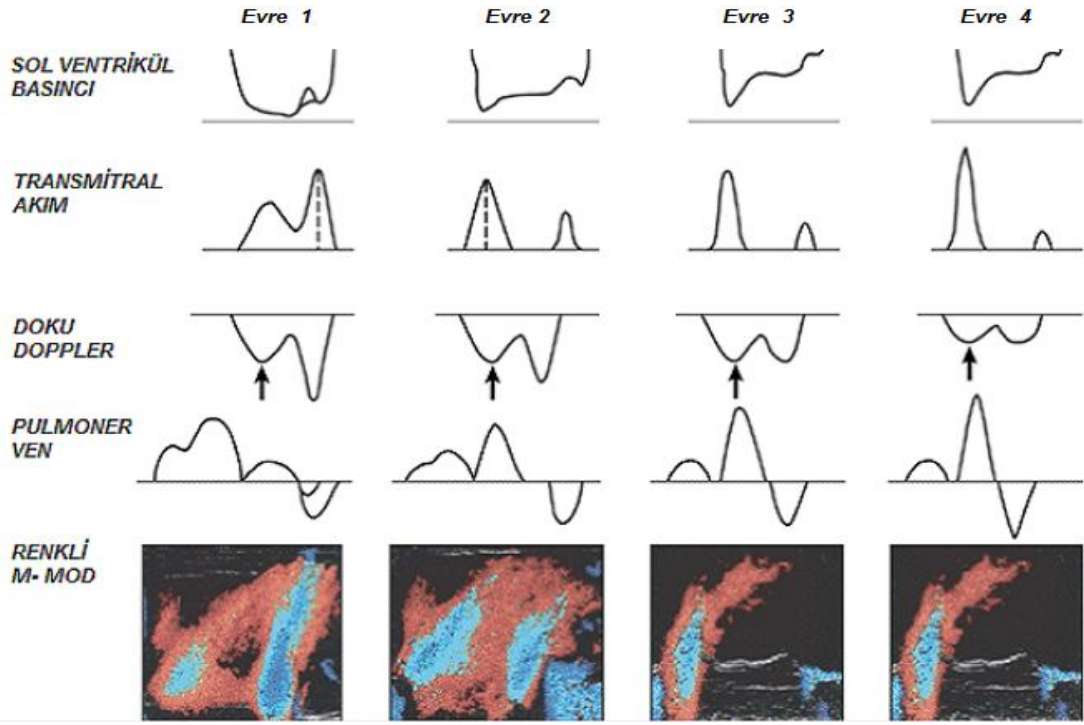 Evre 1
Evre 2
Evre 3
Evre 4
SOL VENTRİKÜL
BASINCI
TRANSMİTRAL
AKIM
DOKU
DOPPLER
PULMONER
VEN
RENKLİ
M- MOD